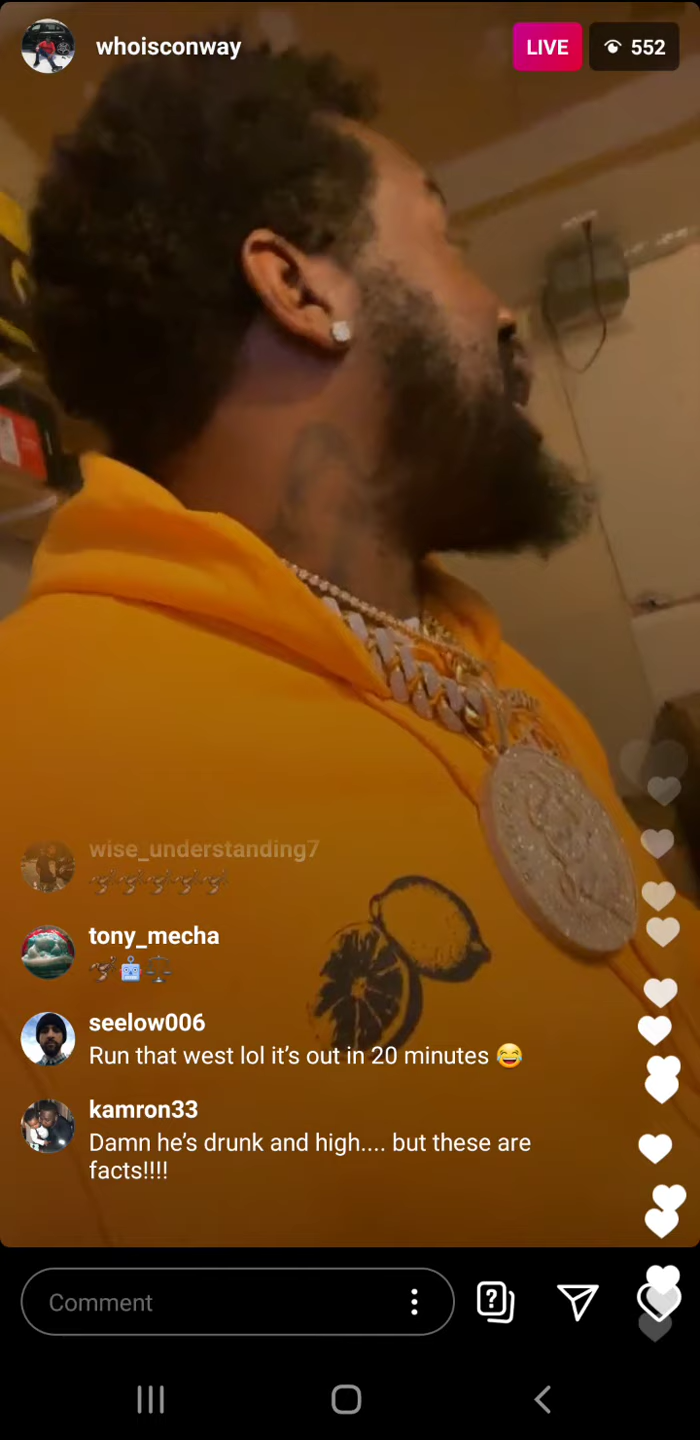 whoisconway
LIVE
552
wise_understanding7
tony_mecha
🤖⚖️
seelow006
Run that west lol it’s out in 20 minutes 😂
kamron33
Damn he’s drunk and high.... but these are
facts!!!!
Comment